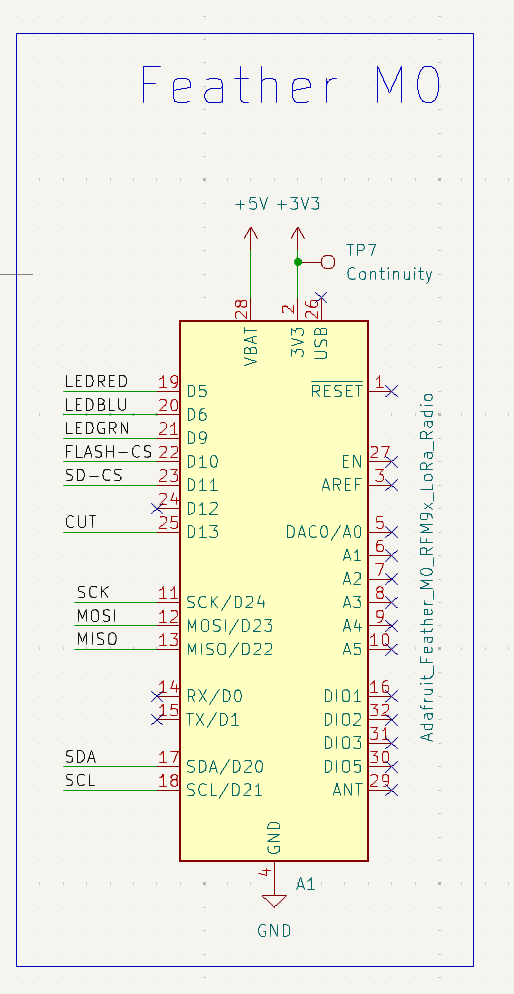 Feather M0
+5V +3V3
TP7
Continuity
28 2 26
VBAT 3V3 USB
LEDRED 19 D5
RESET 1
LEDBLU 20 D6
LEDGRN 21 D9
FLASH-CS 22 D10
EN 27
SD-CS 23 D11
AREF 3
24 D12
CUT 25 D13
DAC0/A0 5
A1 6
A2 7
SCK 11 SCK/D24
A3 8
MOSI 12 MOSI/D23
A4 9
MISO 13 MISO/D22
A5 10
14 RX/D0
DIO1 16
15 TX/D1
DIO2 32
DIO3 31
SDA 17 SDA/D20
DIO5 30
SCL 18 SCL/D21
ANT 29
Adafruit_Feather_M0_RFM9x_LoRa_Radio
GND
4
A1
GND